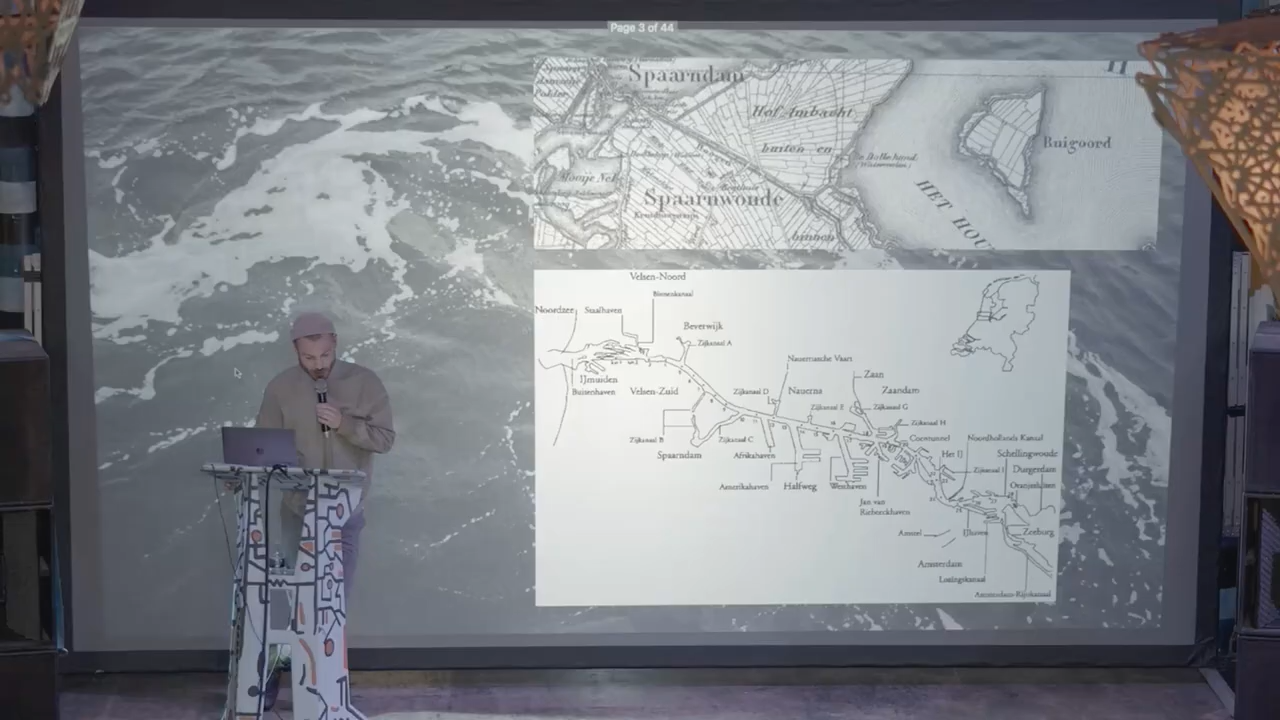 Page 3 of 44
Spaarndam
Hof Ambacht
buiten en
Buigoord
Spaarnwoude
HET HOU
binnen
Velsen-Noord
Binnenkanaal
Noordzee
Staalhaven
Beverwijk
Zijkanaal A
Nauernasche Vaart
IJmuiden
Buitenhaven
Velsen-Zuid
Zijkanaal D
Nauerna
Zaan
Zaandam
Zijkanaal E
Zijkanaal G
Zijkanaal H
Zijkanaal B
Zijkanaal C
Coentunnel
Noordhollands Kanaal
Spaarndam
Afrikahaven
Het IJ
Schellingwoude
Zijkanaal I
Durgerdam
Amerikahaven
Halfweg
Westhaven
Oranjesluizen
Jan van
Riebeeckhaven
Amstel
IJhaven
Zeeburg
Amsterdam
Lozingskanaal
Amsterdam-Rijnkanaal